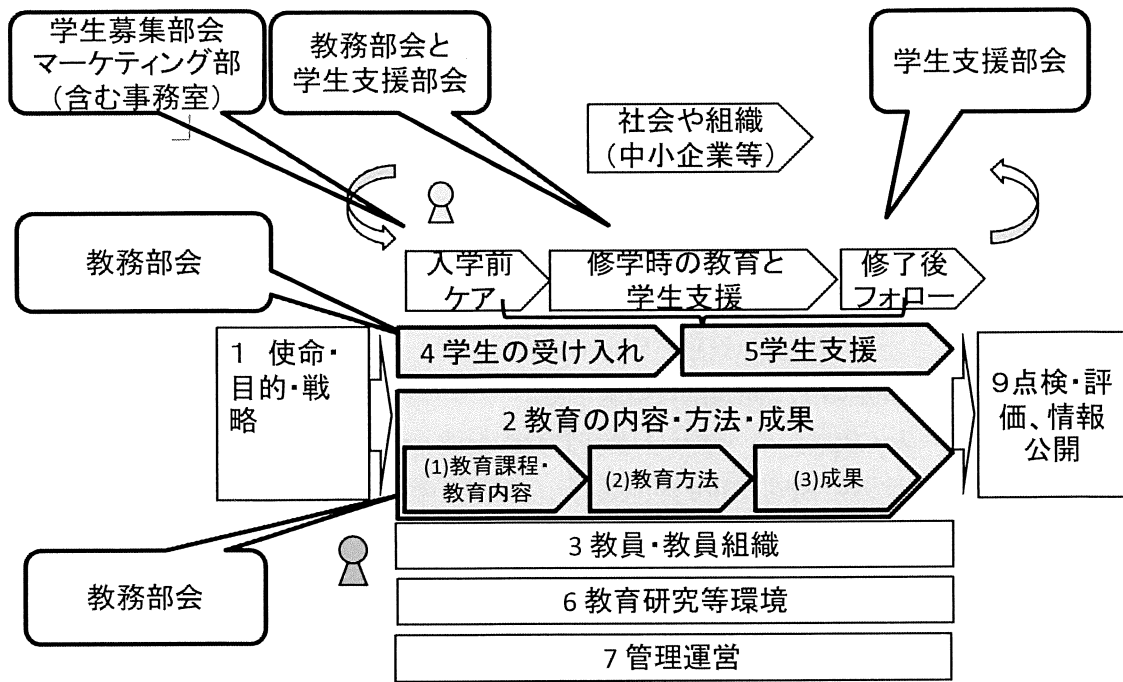 学生募集部会
マーケティング部
(含む事務室)
教務部会と
学生支援部会
学生支援部会
社会や組織
(中小企業等)
教務部会
入学前
ケア
修学時の教育と
学生支援
修了後
フォロー
1 使命・
目的・戦
略
4 学生の受け入れ
5学生支援
9点検・評
価、情報
公開
2 教育の内容・方法・成果
(1)教育課程・
教育内容
(2)教育方法
(3)成果
教務部会
3 教員・教員組織
6 教育研究等環境
7 管理運営